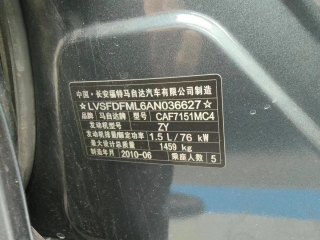 中国·长安福特马自达汽车有限公司制造
☆LVSFDFML6AN036627☆
品牌 马自达牌 型号 CAF7151MC4
发动机型号 ZY
发动机排量/额定功率 1.5 L/76 kW
最大设计总质量 1459 kg
制造年月 2010-06 乘座人数 5